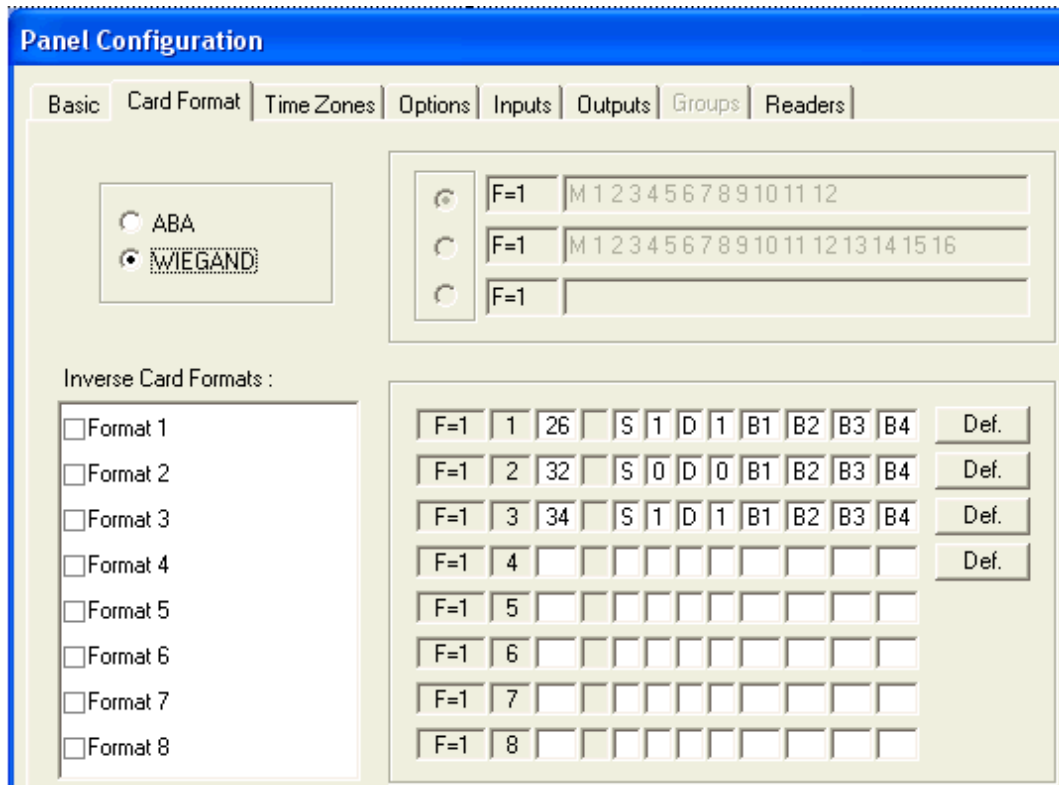 Panel Configuration
Basic Card Format Time Zones Options Inputs Outputs Groups Readers
ABA
WIEGAND
F=1 M 1 2 3 4 5 6 7 8 9 10 11 12
F=1 M 1 2 3 4 5 6 7 8 9 10 11 12 13 14 15 16
F=1
Inverse Card Formats :
Format 1
Format 2
Format 3
Format 4
Format 5
Format 6
Format 7
Format 8
F=1 1 26 S 1 D 1 B1 B2 B3 B4 Def.
F=1 2 32 S 0 D 0 B1 B2 B3 B4 Def.
F=1 3 34 S 1 D 1 B1 B2 B3 B4 Def.
F=1 4 Def.
F=1 5
F=1 6
F=1 7
F=1 8